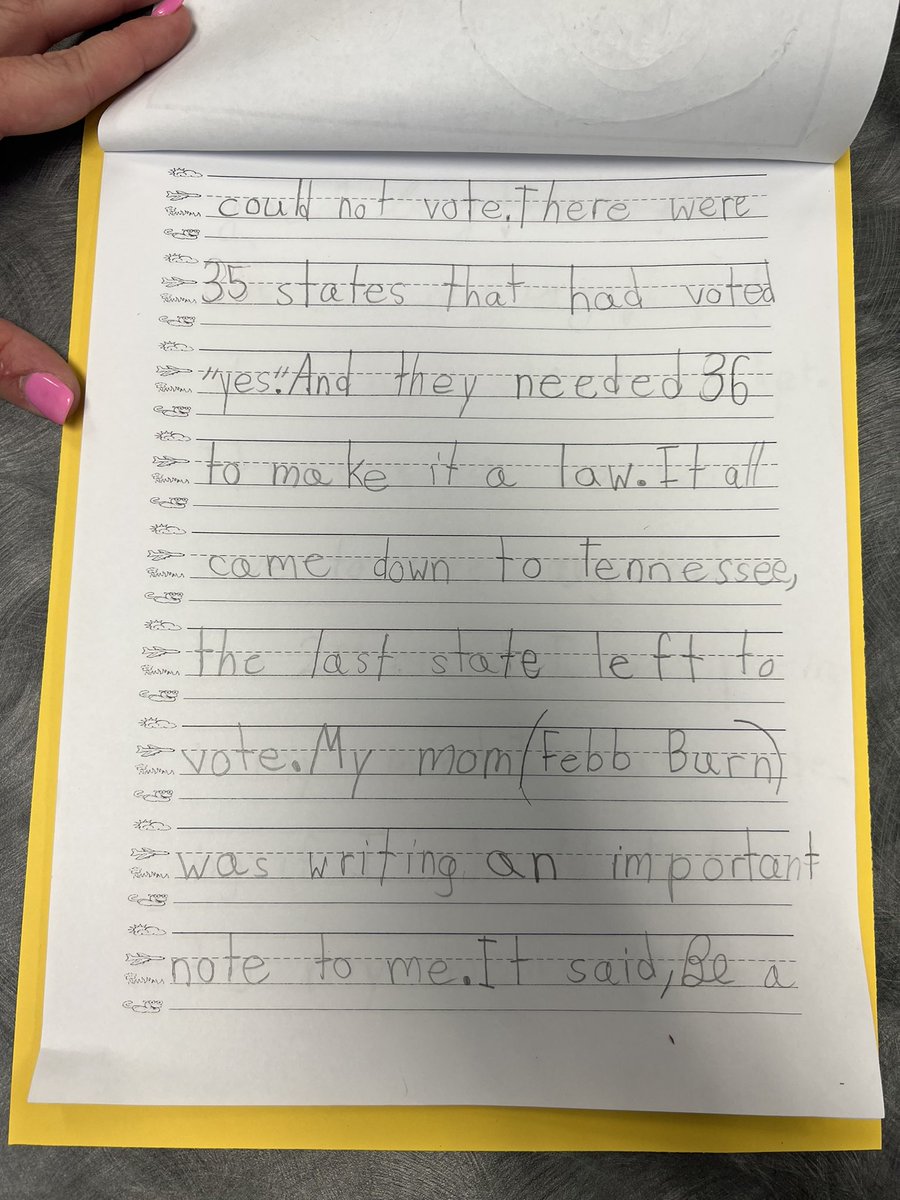 could not vote.There were
35 states that had voted
"yes".And they needed 36
to make it a law.It all
came down to Tennessee,
the last state left to
vote.My mom(Febb Burn)
was writing an important
note to me.It said,Be a